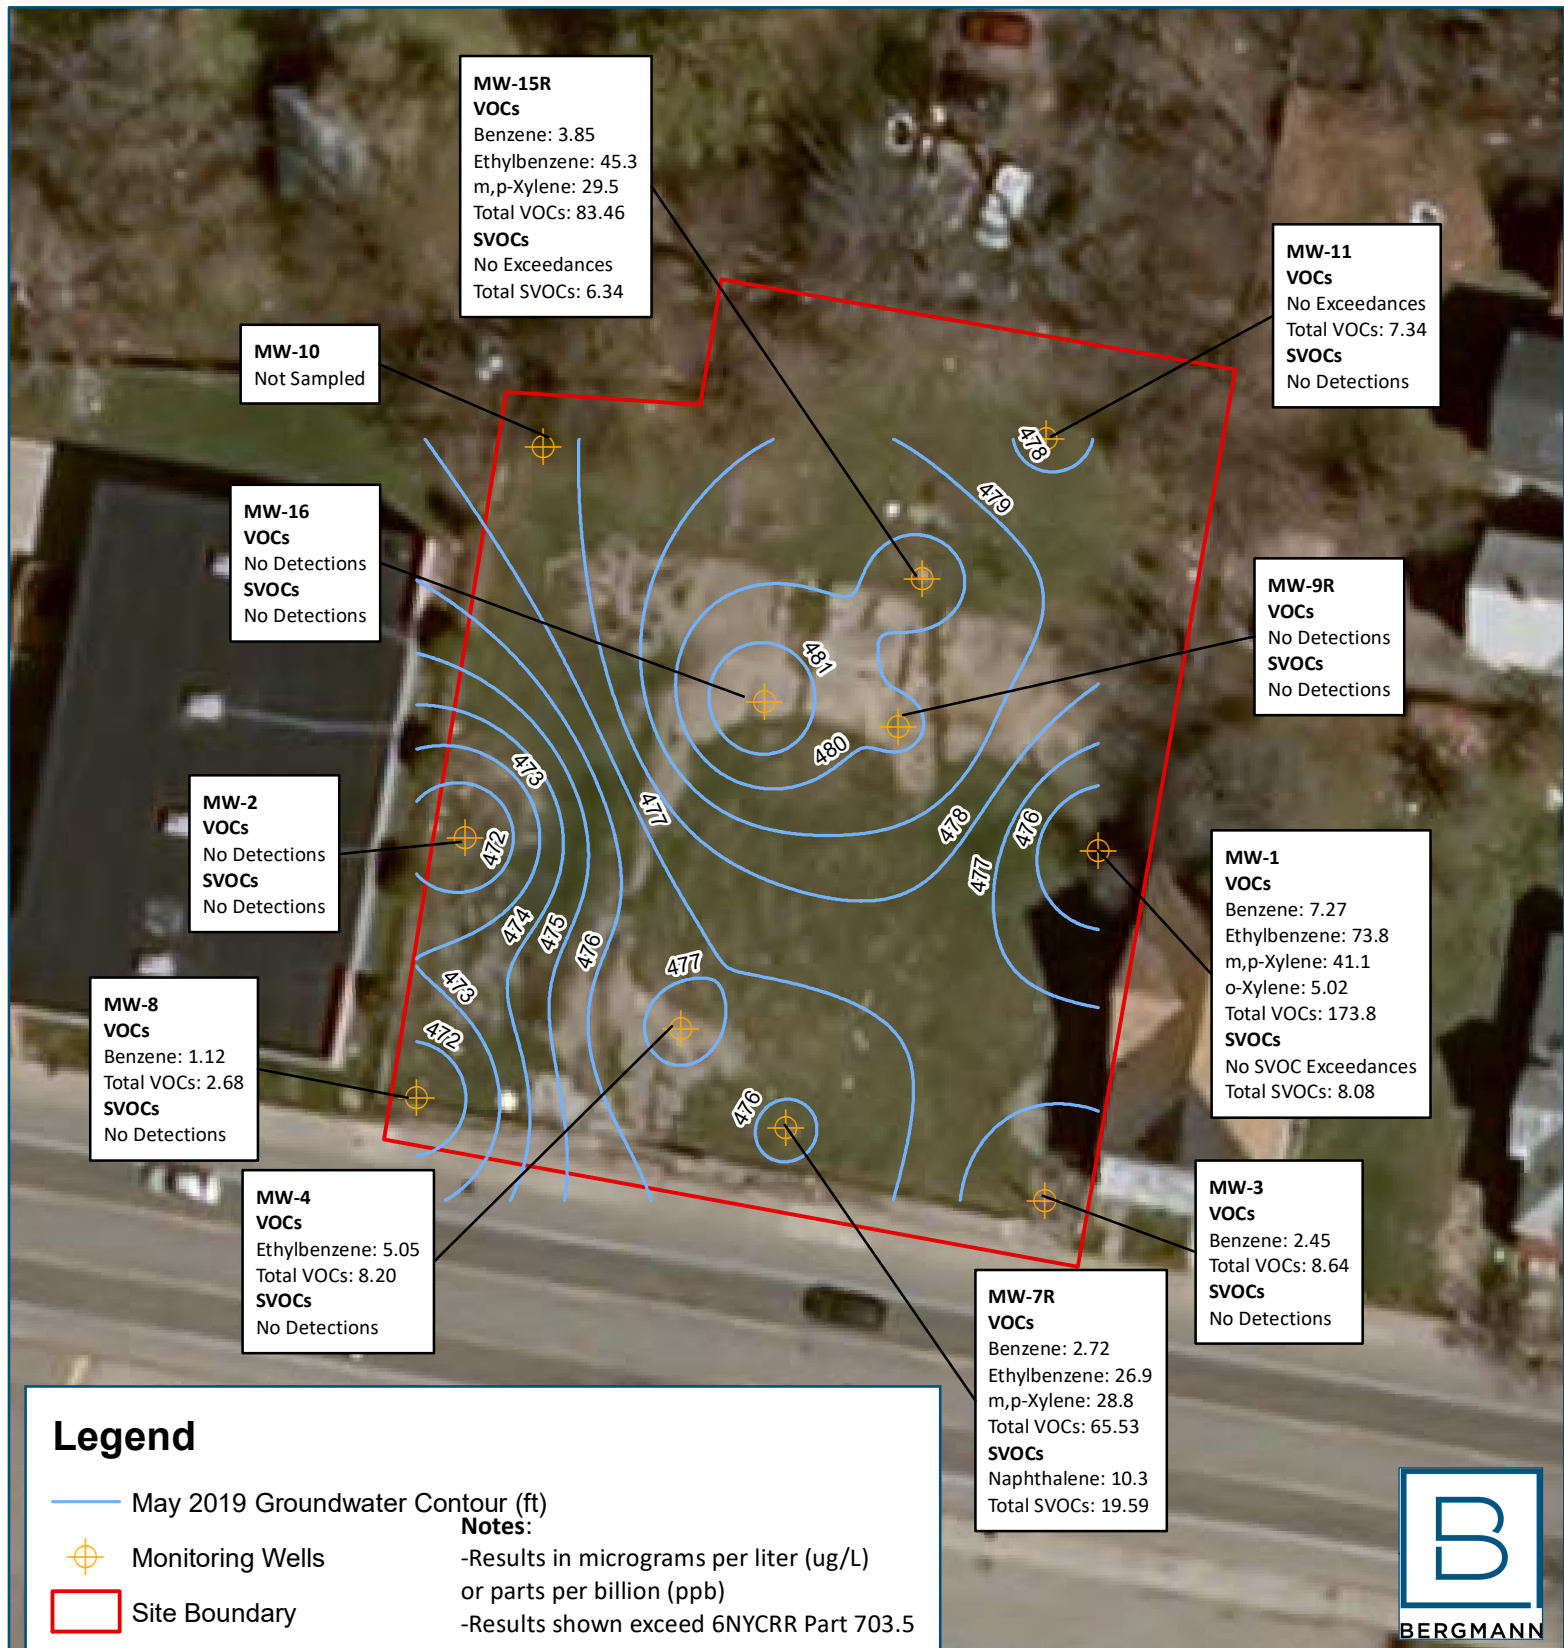 MW-15R
VOCs
Benzene: 3.85
Ethylbenzene: 45.3
m,p-Xylene: 29.5
Total VOCs: 83.46
SVOCs
No Exceedances
Total SVOCs: 6.34
MW-11
VOCs
No Exceedances
Total VOCs: 7.34
SVOCs
No Detections
MW-10
Not Sampled
MW-16
VOCs
No Detections
SVOCs
No Detections
MW-9R
VOCs
No Detections
SVOCs
No Detections
MW-2
VOCs
No Detections
SVOCs
No Detections
MW-1
VOCs
Benzene: 7.27
Ethylbenzene: 73.8
m,p-Xylene: 41.1
o-Xylene: 5.02
Total VOCs: 173.8
SVOCs
No SVOC Exceedances
Total SVOCs: 8.08
MW-8
VOCs
Benzene: 1.12
Total VOCs: 2.68
SVOCs
No Detections
MW-4
VOCs
Ethylbenzene: 5.05
Total VOCs: 8.20
SVOCs
No Detections
MW-3
VOCs
Benzene: 2.45
Total VOCs: 8.64
SVOCs
No Detections
MW-7R
VOCs
Benzene: 2.72
Ethylbenzene: 26.9
m,p-Xylene: 28.8
Total VOCs: 65.53
SVOCs
Naphthalene: 10.3
Total SVOCs: 19.59
478
479
481
480
473
477
472
478
476
477
474
475
476
477
473
472
476
Legend
May 2019 Groundwater Contour (ft)
Monitoring Wells
Site Boundary
Notes:
-Results in micrograms per liter (ug/L)
or parts per billion (ppb)
-Results shown exceed 6NYCRR Part 703.5
B
BERGMANN